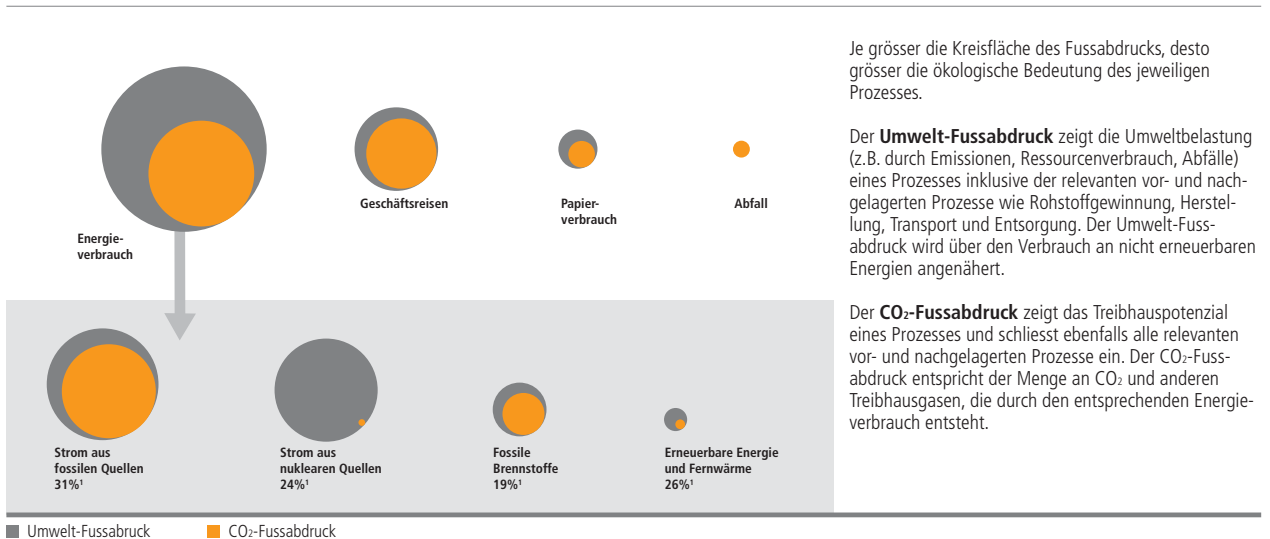 Energie-
verbrauch
Geschäftsreisen
Papier-
verbrauch
Abfall
Strom aus
fossilen Quellen
31%¹
Strom aus
nuklearen Quellen
24%¹
Fossile
Brennstoffe
19%¹
Erneuerbare Energie
und Fernwärme
26%¹
Umwelt-Fussabruck
CO₂-Fussabdruck
Je grösser die Kreisfläche des Fussabdrucks, desto
grösser die ökologische Bedeutung des jeweiligen
Prozesses.
Der Umwelt-Fussabdruck zeigt die Umweltbelastung
(z.B. durch Emissionen, Ressourcenverbrauch, Abfälle)
eines Prozesses inklusive der relevanten vor- und nach-
gelagerten Prozesse wie Rohstoffgewinnung, Herstel-
lung, Transport und Entsorgung. Der Umwelt-Fuss-
abdruck wird über den Verbrauch an nicht erneuerbaren
Energien angenähert.
Der CO₂-Fussabdruck zeigt das Treibhauspotenzial
eines Prozesses und schliesst ebenfalls alle relevanten
vor- und nachgelagerten Prozesse ein. Der CO₂-Fuss-
abdruck entspricht der Menge an CO₂ und anderen
Treibhausgasen, die durch den entsprechenden Energie-
verbrauch entsteht.